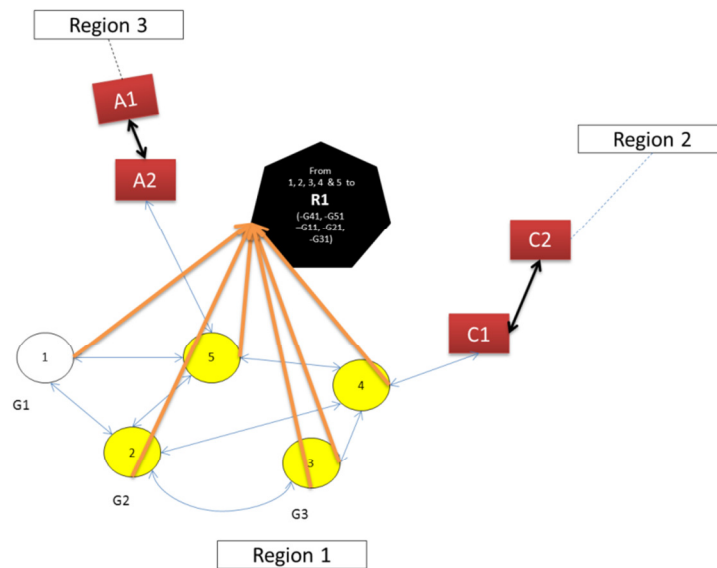 Region 3
A1
Region 2
A2
From
1, 2, 3, 4 & 5 to
R1
(-G41, -G51
–G11, -G21,
-G31)
C2
C1
1
5
4
G1
2
3
G2
G3
Region 1